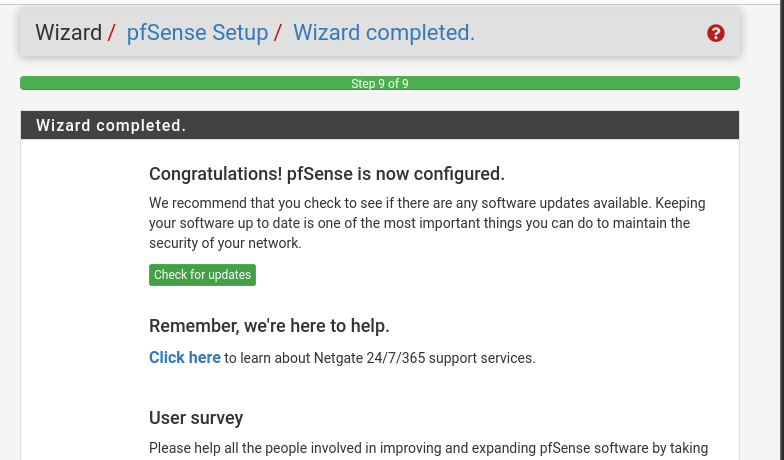 Wizard / pfSense Setup / Wizard completed.
Step 9 of 9
Wizard completed.
Congratulations! pfSense is now configured.
We recommend that you check to see if there are any software updates available. Keeping
your software up to date is one of the most important things you can do to maintain the
security of your network.
Check for updates
Remember, we're here to help.
Click here to learn about Netgate 24/7/365 support services.
User survey
Please help all the people involved in improving and expanding pfSense software by taking